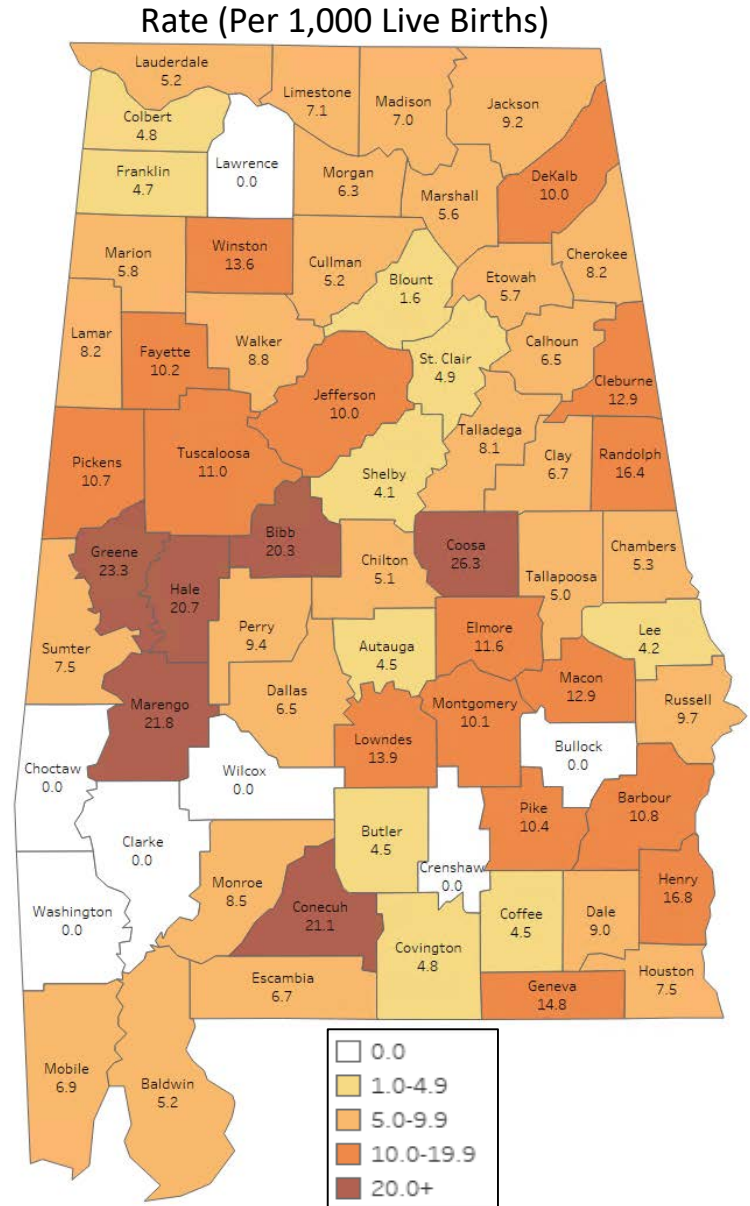 Rate (Per 1,000 Live Births)
Lauderdale
5.2
Limestone
7.1
Madison
7.0
Jackson
9.2
Colbert
4.8
Lawrence
0.0
Franklin
4.7
Morgan
6.3
Marshall
5.6
DeKalb
10.0
Marion
5.8
Winston
13.6
Cullman
5.2
Blount
1.6
Etowah
5.7
Cherokee
8.2
Lamar
8.2
Fayette
10.2
Walker
8.8
St. Clair
4.9
Calhoun
6.5
Cleburne
12.9
Jefferson
10.0
Pickens
10.7
Tuscaloosa
11.0
Shelby
4.1
Talladega
8.1
Clay
6.7
Randolph
16.4
Greene
23.3
Hale
20.7
Bibb
20.3
Chilton
5.1
Coosa
26.3
Tallapoosa
5.0
Chambers
5.3
Sumter
7.5
Perry
9.4
Autauga
4.5
Elmore
11.6
Lee
4.2
Marengo
21.8
Dallas
6.5
Lowndes
13.9
Montgomery
10.1
Macon
12.9
Russell
9.7
Choctaw
0.0
Wilcox
0.0
Bullock
0.0
Clarke
0.0
Butler
4.5
Crenshaw
0.0
Pike
10.4
Barbour
10.8
Washington
0.0
Monroe
8.5
Conecuh
21.1
Covington
4.8
Coffee
4.5
Dale
9.0
Henry
16.8
Escambia
6.7
Geneva
14.8
Houston
7.5
Mobile
6.9
Baldwin
5.2
0.0
1.0-4.9
5.0-9.9
10.0-19.9
20.0+